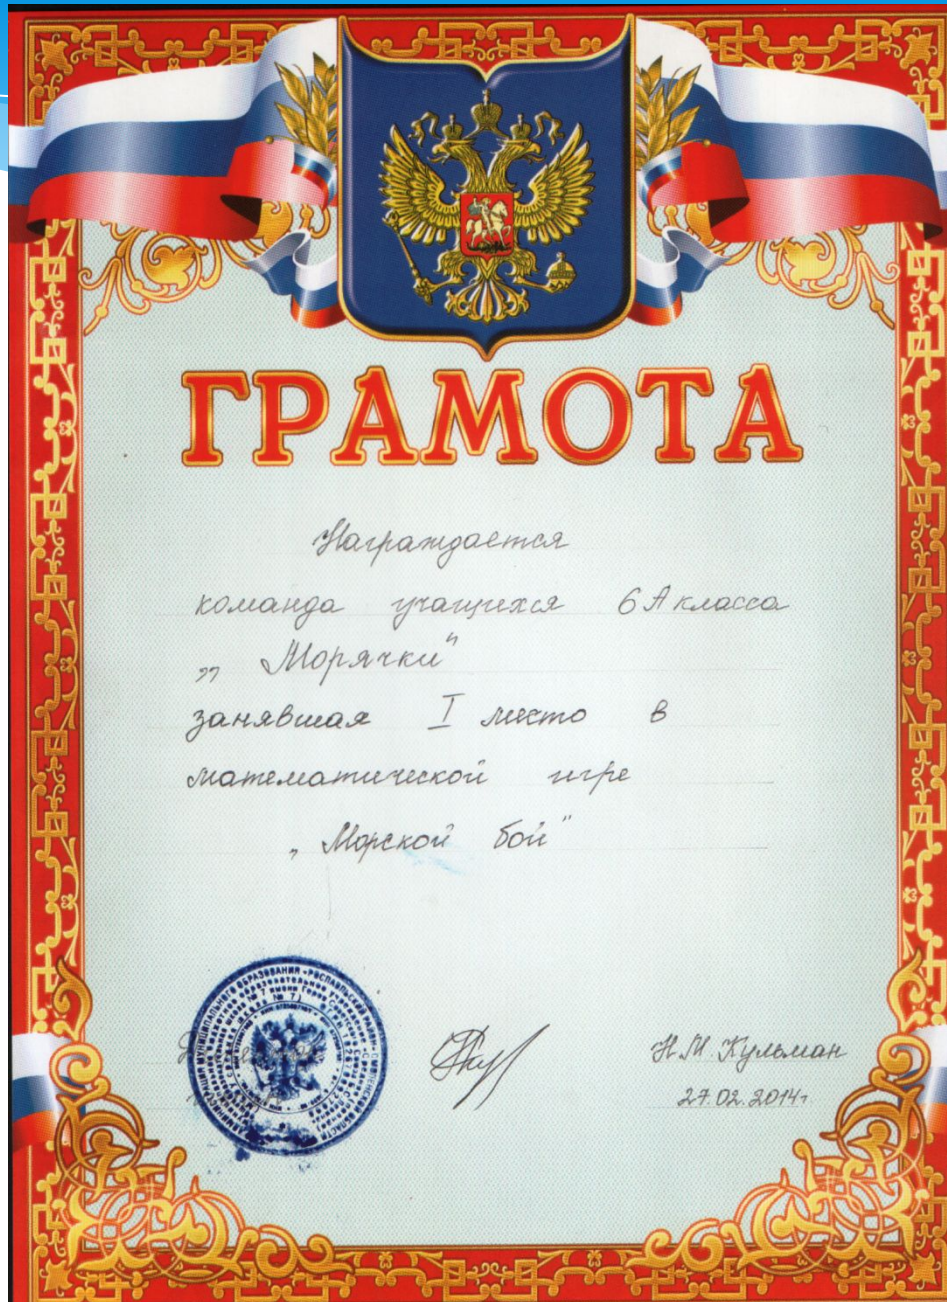 ГРАМОТА
Награждается
команда учащихся 6 А класса
„ Морячки"
занявшая I место в
математической игре
„ Морской бой"
Н.М. Кульман
27.02.2014г